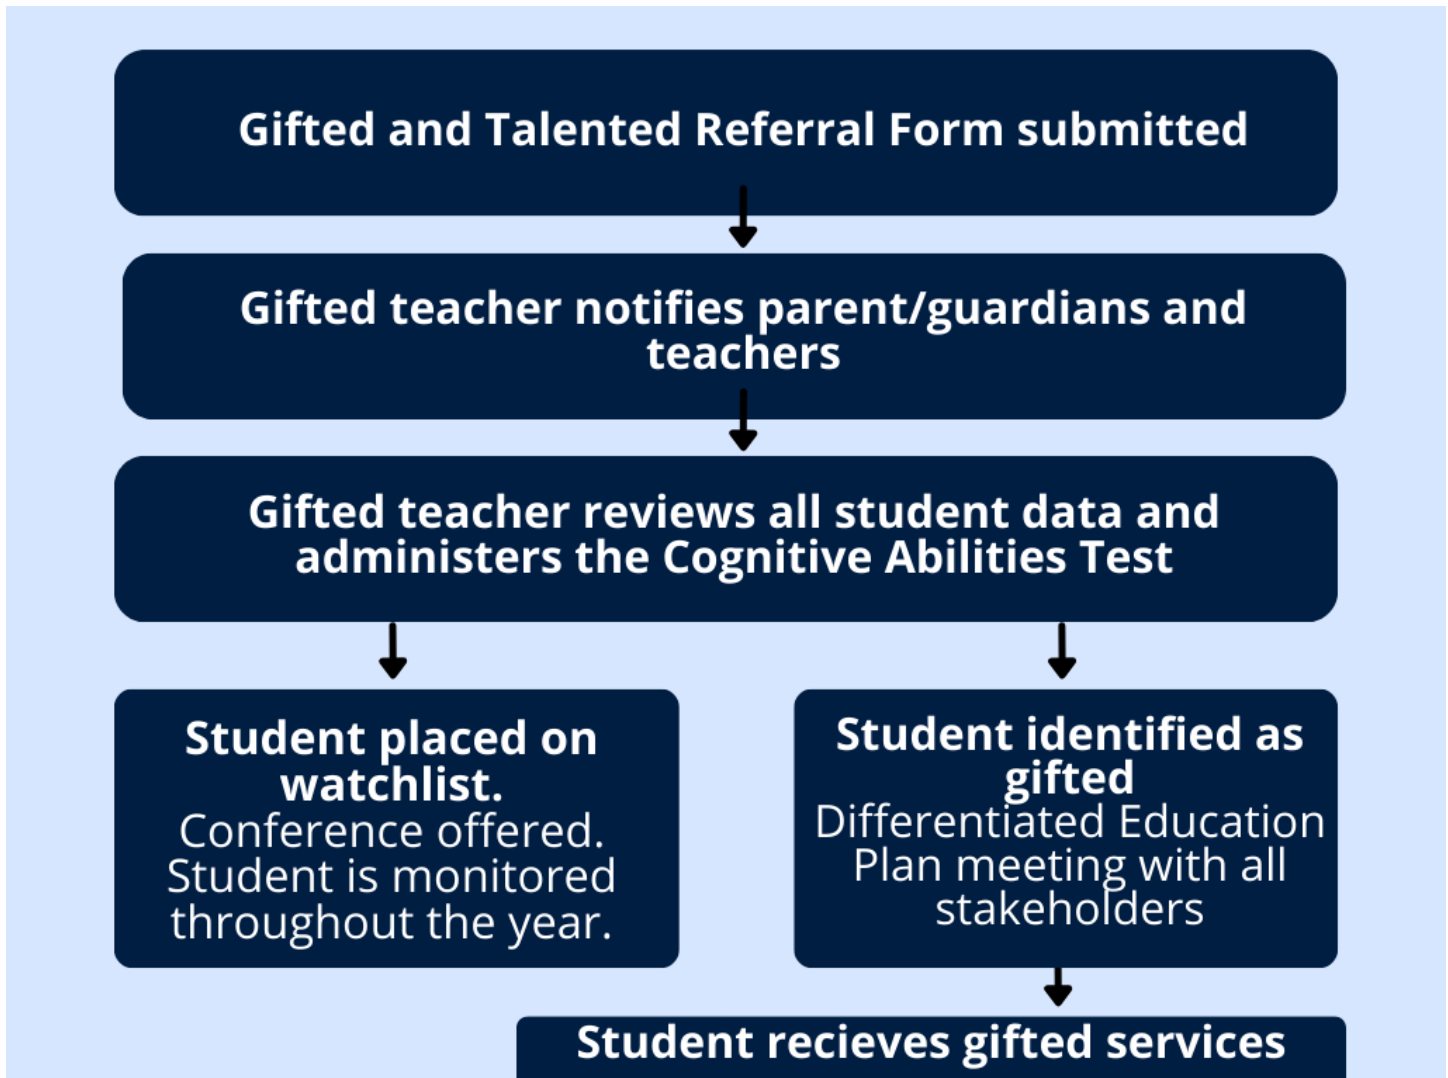 Gifted and Talented Referral Form submitted
Gifted teacher notifies parent/guardians and
teachers
Gifted teacher reviews all student data and
administers the Cognitive Abilities Test
Student placed on
watchlist.
Conference offered.
Student is monitored
throughout the year.
Student identified as
gifted
Differentiated Education
Plan meeting with all
stakeholders
Student recieves gifted services